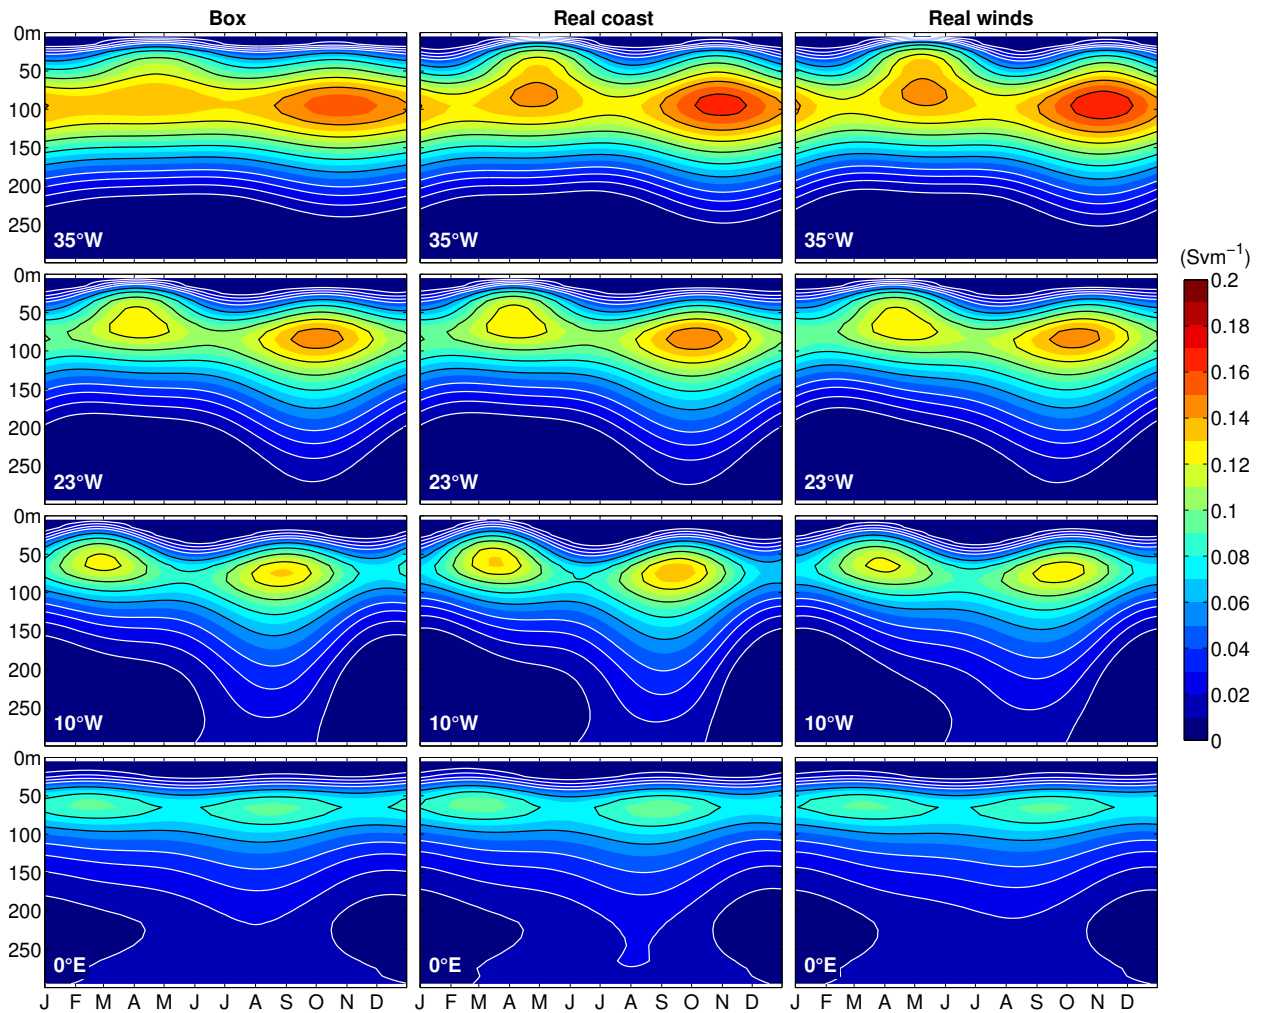 Box Real coast Real winds
0m
50
100
150
200
250
35°W 35°W 35°W
(Svm⁻¹)
0m
50
100
150
200
250
23°W 23°W 23°W
0m
50
100
150
200
250
10°W 10°W 10°W
0m
50
100
150
200
250
0°E 0°E 0°E
J F M A M J J A S O N D J F M A M J J A S O N D J F M A M J J A S O N D
0.2
0.18
0.16
0.14
0.12
0.1
0.08
0.06
0.04
0.02
0